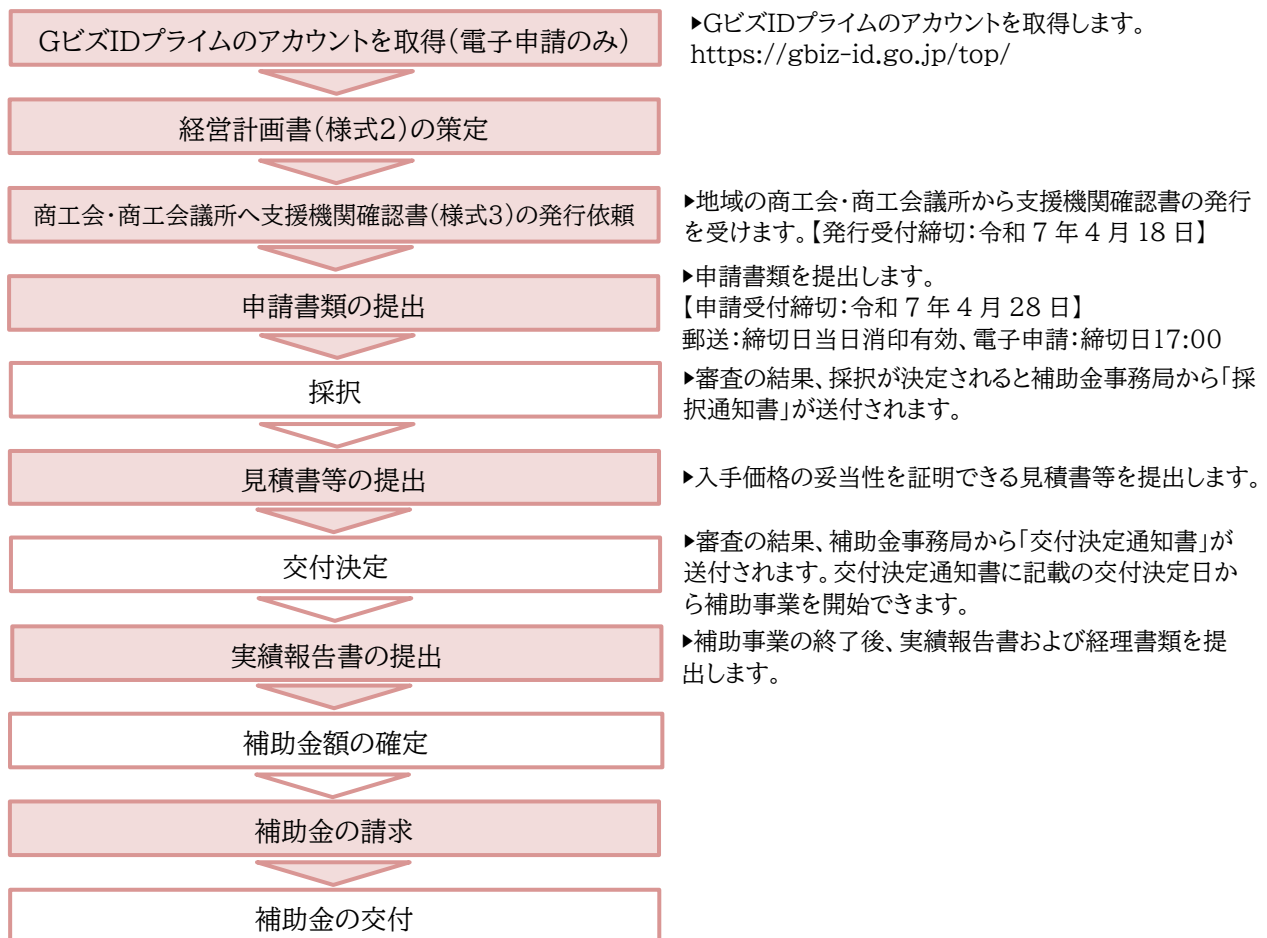 GビズIDプライムのアカウントを取得(電子申請のみ)
▶GビズIDプライムのアカウントを取得します。
https://gbiz-id.go.jp/top/
経営計画書(様式2)の策定
商工会・商工会議所へ支援機関確認書(様式3)の発行依頼
▶地域の商工会・商工会議所から支援機関確認書の発行
を受けます。【発行受付締切:令和 7 年 4 月 18 日】
申請書類の提出
▶申請書類を提出します。
【申請受付締切:令和 7 年 4 月 28 日】
郵送:締切日当日消印有効、電子申請:締切日17:00
採択
▶審査の結果、採択が決定されると補助金事務局から「採
択通知書」が送付されます。
見積書等の提出
▶入手価格の妥当性を証明できる見積書等を提出します。
交付決定
▶審査の結果、補助金事務局から「交付決定通知書」が
送付されます。交付決定通知書に記載の交付決定日か
ら補助事業を開始できます。
実績報告書の提出
▶補助事業の終了後、実績報告書および経理書類を提
出します。
補助金額の確定
補助金の請求
補助金の交付